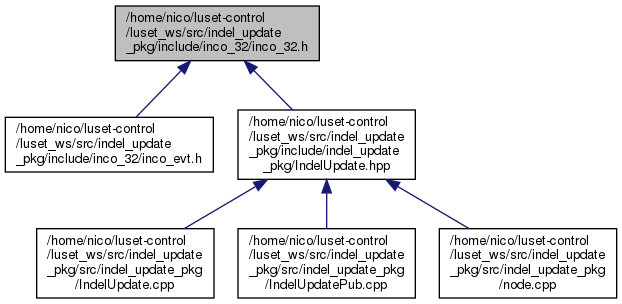 /home/nico/luset-control
/luset_ws/src/indel_update
_pkg/include/inco_32/inco_32.h
/home/nico/luset-control
/luset_ws/src/indel_update
_pkg/include/inco_32/inco_evt.h
/home/nico/luset-control
/luset_ws/src/indel_update
_pkg/include/indel_update
_pkg/IndelUpdate.hpp
/home/nico/luset-control
/luset_ws/src/indel_update
_pkg/src/indel_update_pkg
/IndelUpdate.cpp
/home/nico/luset-control
/luset_ws/src/indel_update
_pkg/src/indel_update_pkg
/IndelUpdatePub.cpp
/home/nico/luset-control
/luset_ws/src/indel_update
_pkg/src/indel_update_pkg
/node.cpp